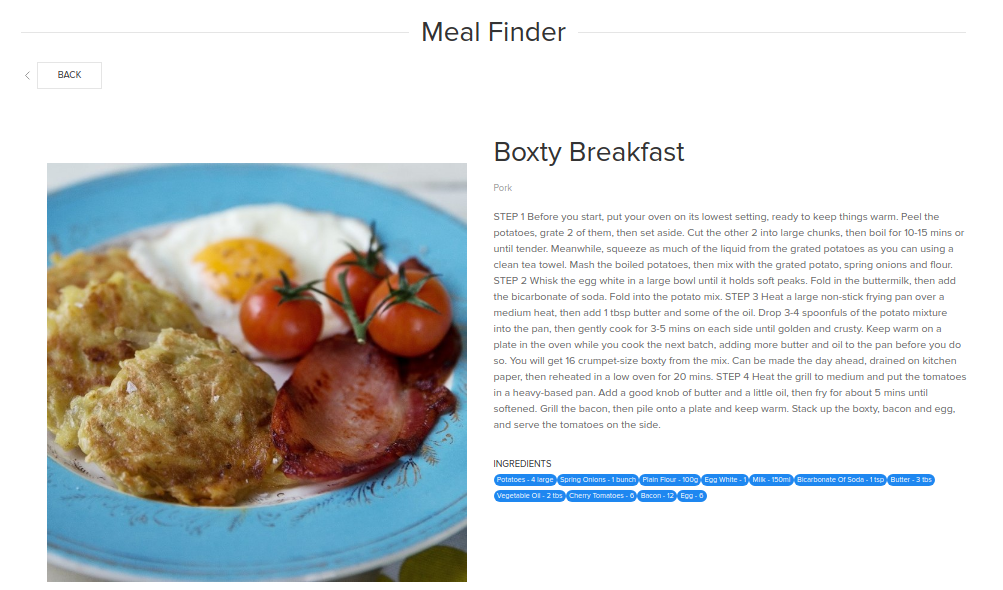 Meal Finder
BACK
Boxty Breakfast
Pork
STEP 1 Before you start, put your oven on its lowest setting, ready to keep things warm. Peel the
potatoes, grate 2 of them, then set aside. Cut the other 2 into large chunks, then boil for 10-15 mins or
until tender. Meanwhile, squeeze as much of the liquid from the grated potatoes as you can using a
clean tea towel. Mash the boiled potatoes, then mix with the grated potato, spring onions and flour.
STEP 2 Whisk the egg white in a large bowl until it holds soft peaks. Fold in the buttermilk, then add
the bicarbonate of soda. Fold into the potato mix. STEP 3 Heat a large non-stick frying pan over a
medium heat, then add 1 tbsp butter and some of the oil. Drop 3-4 spoonfuls of the potato mixture
into the pan, then gently cook for 3-5 mins on each side until golden and crusty. Keep warm on a
plate in the oven while you cook the next batch, adding more butter and oil to the pan before you do
so. You will get 16 crumpet-size boxty from the mix. Can be made the day ahead, drained on kitchen
paper, then reheated in a low oven for 20 mins. STEP 4 Heat the grill to medium and put the tomatoes
in a heavy-based pan. Add a good knob of butter and a little oil, then fry for about 5 mins until
softened. Grill the bacon, then pile onto a plate and keep warm. Stack up the boxty, bacon and egg,
and serve the tomatoes on the side.
INGREDIENTS
Potatoes - 4 large Spring Onions - 1 bunch Plain Flour - 100g Egg White - 1 Milk - 150ml Bicarbonate Of Soda - 1 tsp Butter - 3 tbs
Vegetable Oil - 2 tbs Cherry Tomatoes - 6 Bacon - 12 Egg - 6